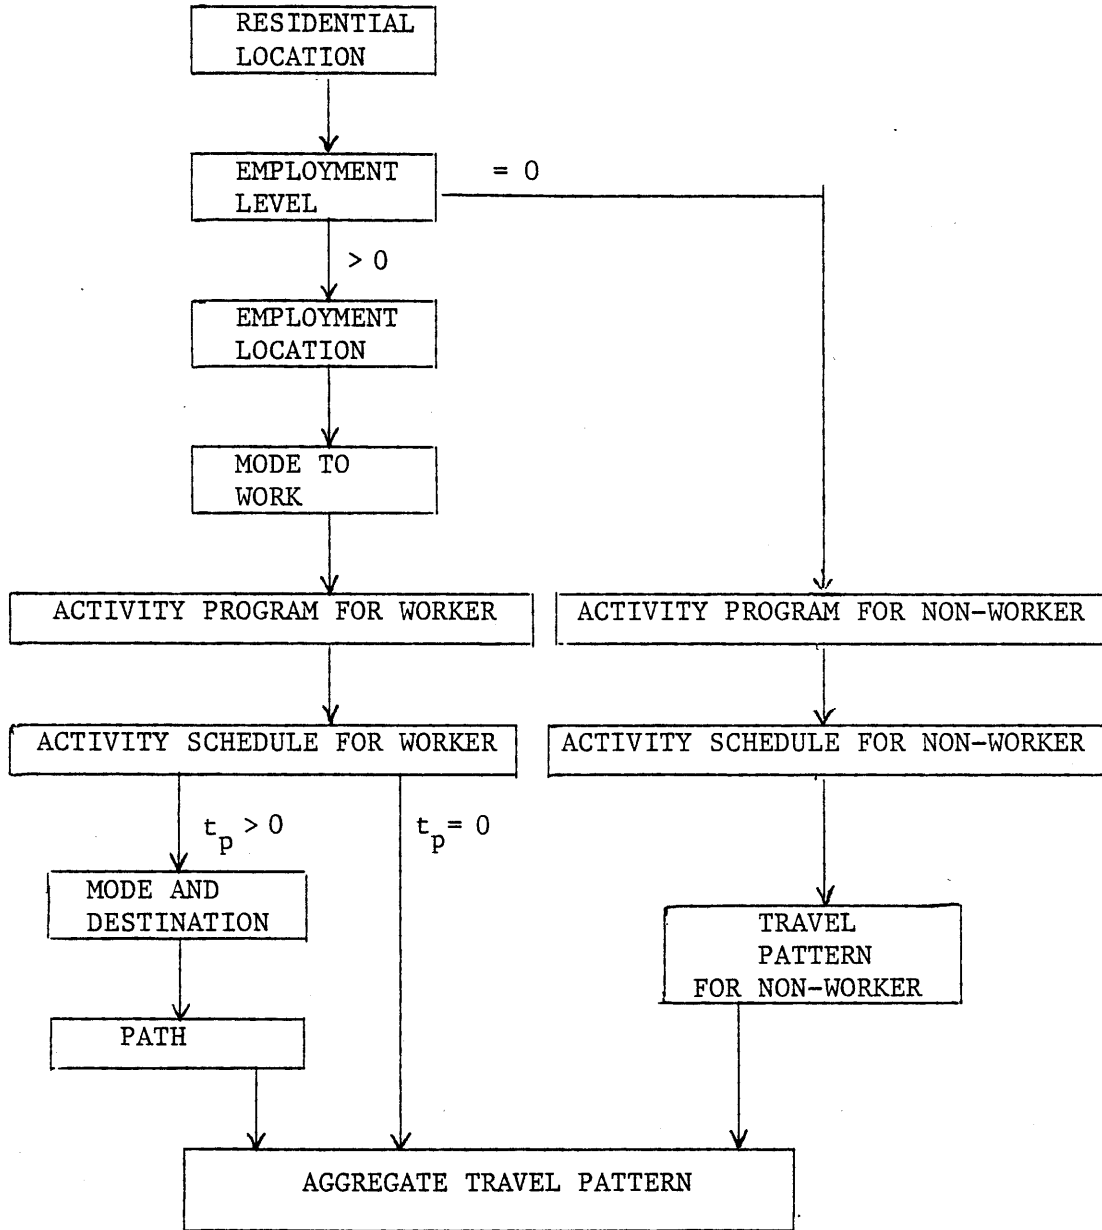 RESIDENTIAL
LOCATION
EMPLOYMENT
LEVEL
= 0
> 0
EMPLOYMENT
LOCATION
MODE TO
WORK
ACTIVITY PROGRAM FOR WORKER
ACTIVITY PROGRAM FOR NON-WORKER
ACTIVITY SCHEDULE FOR WORKER
ACTIVITY SCHEDULE FOR NON-WORKER
t_p > 0
t_p = 0
MODE AND
DESTINATION
TRAVEL
PATTERN
FOR NON-WORKER
PATH
AGGREGATE TRAVEL PATTERN